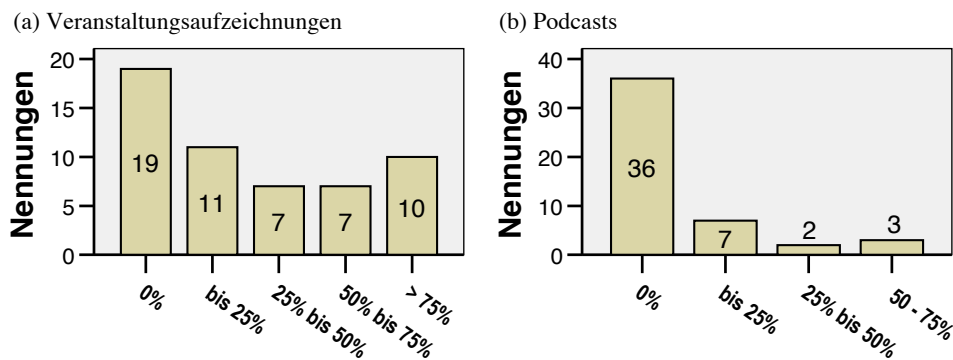 (a) Veranstaltungsaufzeichnungen
Nennungen
20
15
10
5
0
19
11
7
7
10
0%
bis 25%
25% bis 50%
50% bis 75%
> 75%
(b) Podcasts
Nennungen
40
30
20
10
0
36
7
2
3
0%
bis 25%
25% bis 50%
50 - 75%